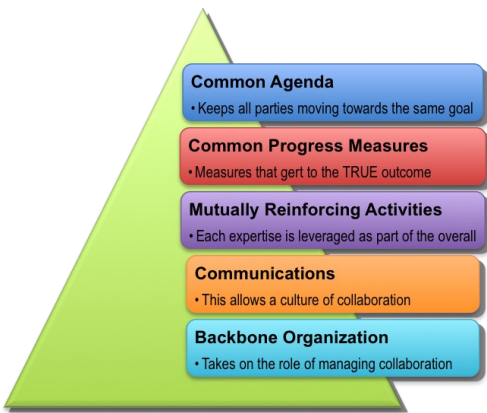 Common Agenda
• Keeps all parties moving towards the same goal
Common Progress Measures
• Measures that gert to the TRUE outcome
Mutually Reinforcing Activities
• Each expertise is leveraged as part of the overall
Communications
• This allows a culture of collaboration
Backbone Organization
• Takes on the role of managing collaboration